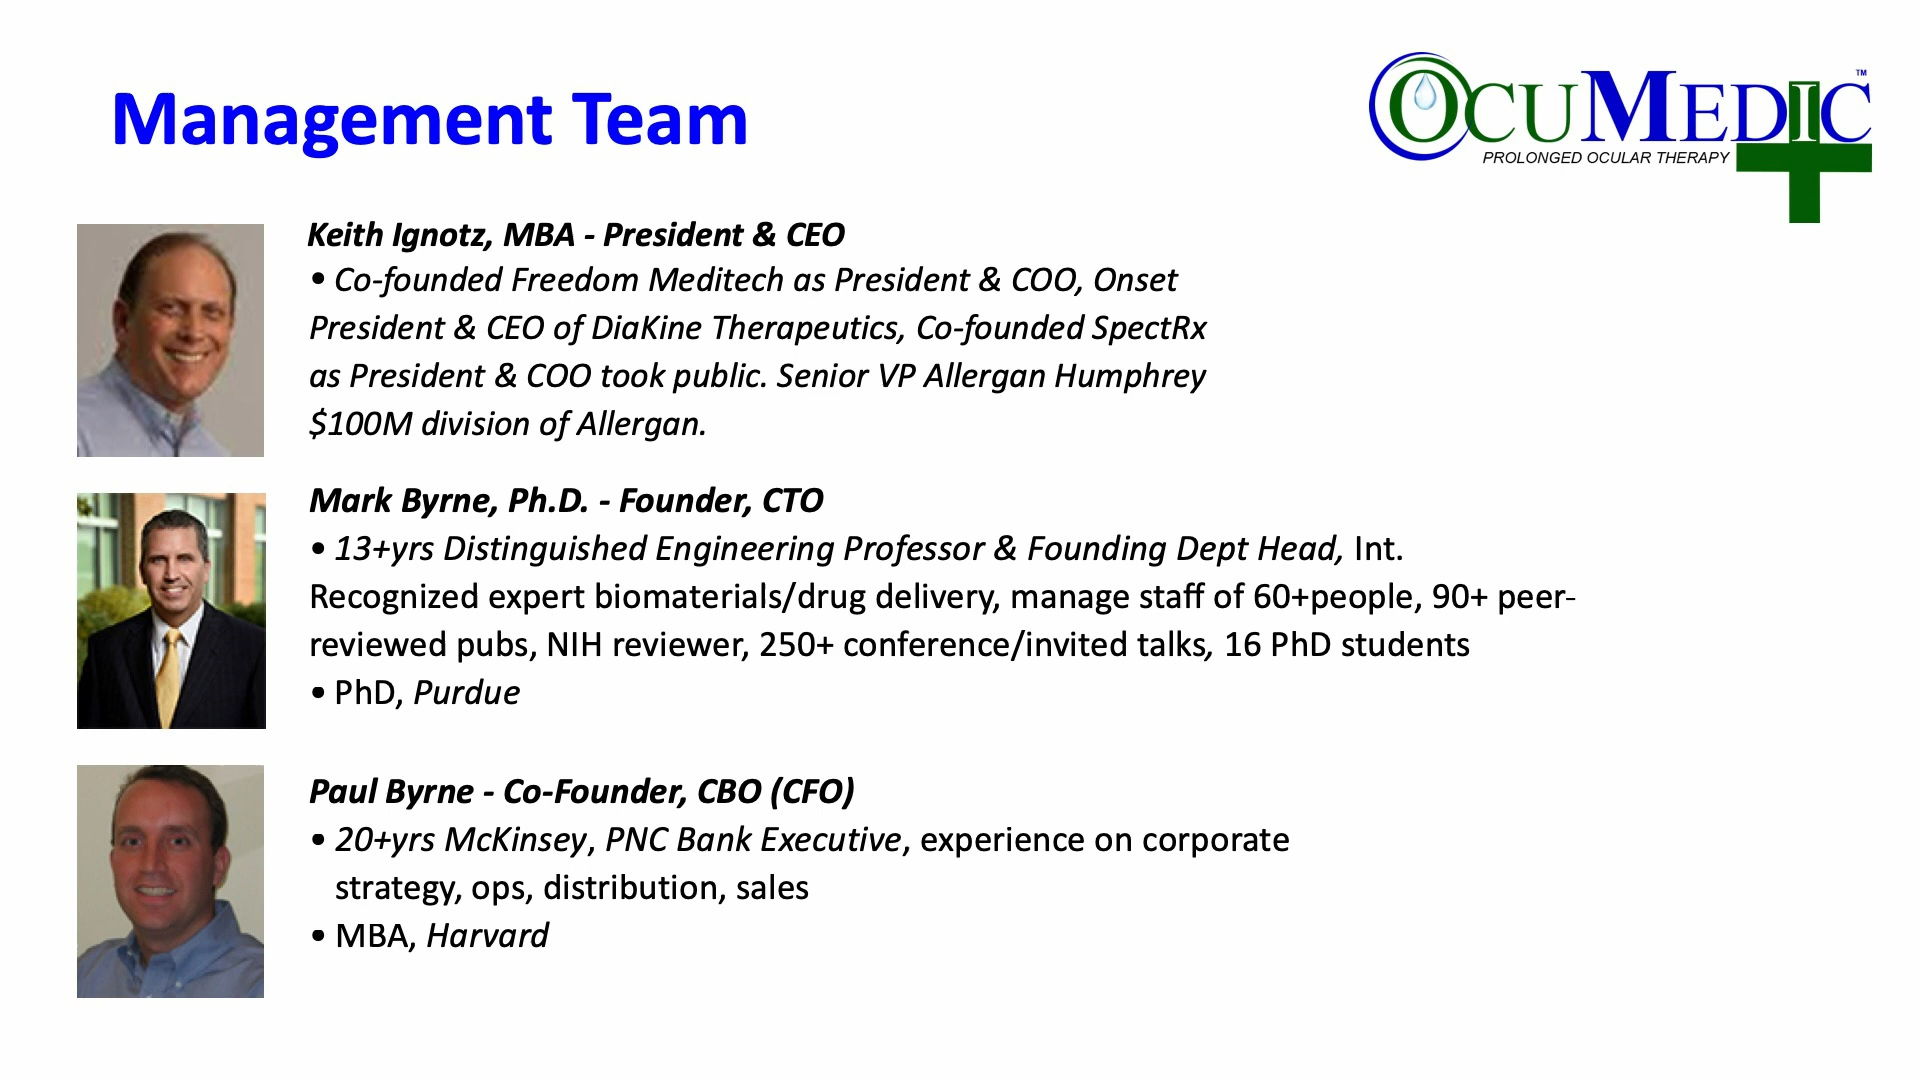 Management Team
OCUMEDIC™
PROLONGED OCULAR THERAPY
Keith Ignotz, MBA - President & CEO
• Co-founded Freedom Meditech as President & COO, Onset
President & CEO of DiaKine Therapeutics, Co-founded SpectRx
as President & COO took public. Senior VP Allergan Humphrey
$100M division of Allergan.
Mark Byrne, Ph.D. - Founder, CTO
• 13+yrs Distinguished Engineering Professor & Founding Dept Head, Int.
Recognized expert biomaterials/drug delivery, manage staff of 60+people, 90+ peer-
reviewed pubs, NIH reviewer, 250+ conference/invited talks, 16 PhD students
• PhD, Purdue
Paul Byrne - Co-Founder, CBO (CFO)
• 20+yrs McKinsey, PNC Bank Executive, experience on corporate
strategy, ops, distribution, sales
• MBA, Harvard